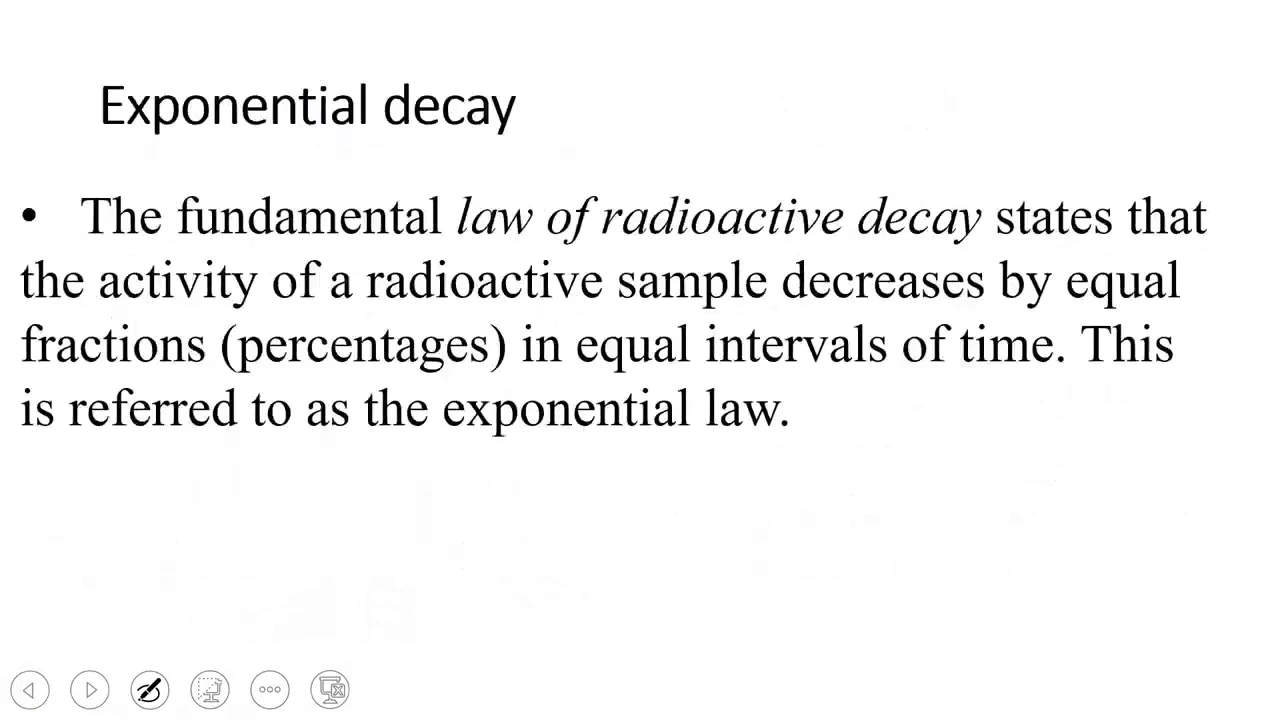 Exponential decay
• The fundamental law of radioactive decay states that
the activity of a radioactive sample decreases by equal
fractions (percentages) in equal intervals of time. This
is referred to as the exponential law.